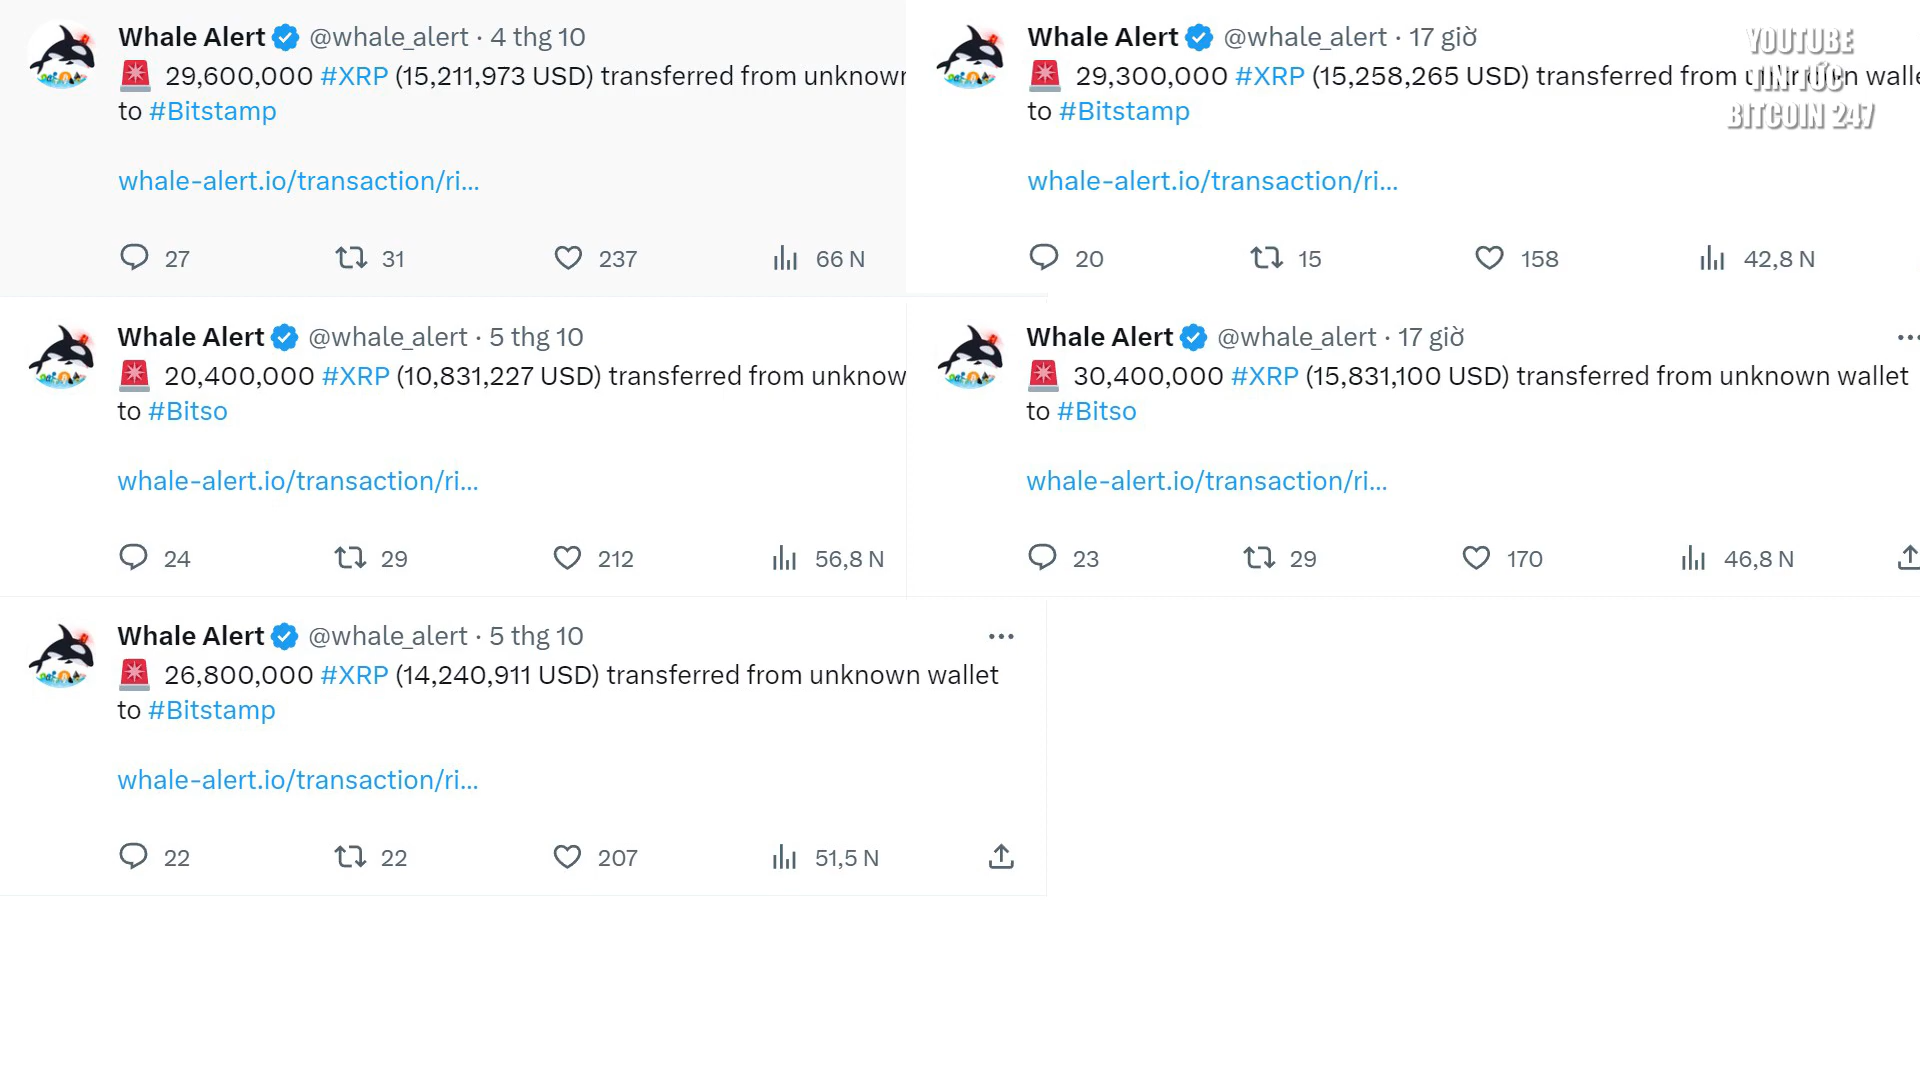 Whale Alert @whale_alert · 4 thg 10
29,600,000 #XRP (15,211,973 USD) transferred from unknown
to #Bitstamp
whale-alert.io/transaction/ri...
27 31 237 66 N
Whale Alert @whale_alert · 17 giờ
29,300,000 #XRP (15,258,265 USD) transferred from unknown walle
to #Bitstamp
whale-alert.io/transaction/ri...
20 15 158 42,8 N
YOUTUBE
TIN TỨC
BITCOIN 247
Whale Alert @whale_alert · 5 thg 10
20,400,000 #XRP (10,831,227 USD) transferred from unknow
to #Bitso
whale-alert.io/transaction/ri...
24 29 212 56,8 N
Whale Alert @whale_alert · 17 giờ
30,400,000 #XRP (15,831,100 USD) transferred from unknown wallet
to #Bitso
whale-alert.io/transaction/ri...
23 29 170 46,8 N
Whale Alert @whale_alert · 5 thg 10
26,800,000 #XRP (14,240,911 USD) transferred from unknown wallet
to #Bitstamp
whale-alert.io/transaction/ri...
22 22 207 51,5 N